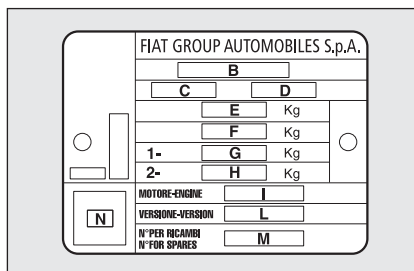 FIAT GROUP AUTOMOBILES S.p.A.
B
C D
E Kg
F Kg
1- G Kg
2- H Kg
MOTORE-ENGINE I
VERSIONE-VERSION L
N
N° PER RICAMBI
N° FOR SPARES M